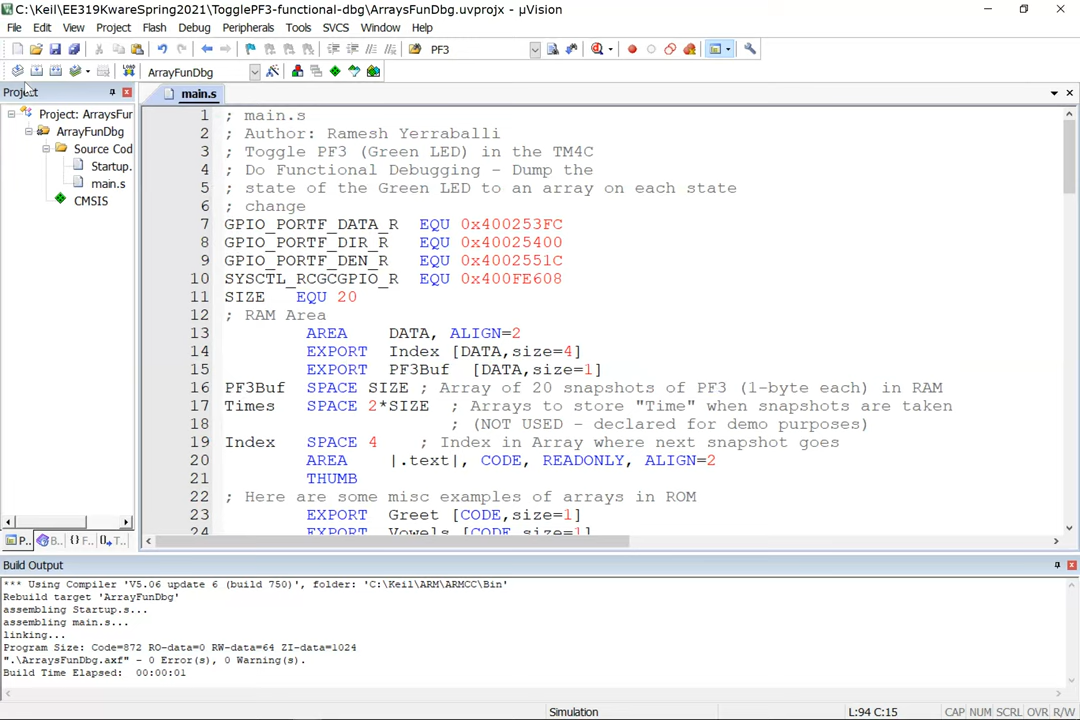 C:\Keil\EE319KwareSpring2021\TogglePF3-functional-dbg\ArraysFunDbg.uvprojx - µVision
File Edit View Project Flash Debug Peripherals Tools SVCS Window Help
PF3
ArrayFunDbg
Project
main.s
Project: ArraysFur
ArrayFunDbg
Source Cod
Startup.
main.s
CMSIS
1 ; main.s
2 ; Author: Ramesh Yerraballi
3 ; Toggle PF3 (Green LED) in the TM4C
4 ; Do Functional Debugging - Dump the
5 ; state of the Green LED to an array on each state
6 ; change
7 GPIO_PORTF_DATA_R EQU 0x400253FC
8 GPIO_PORTF_DIR_R EQU 0x40025400
9 GPIO_PORTF_DEN_R EQU 0x4002551C
10 SYSCTL_RCGCGPIO_R EQU 0x400FE608
11 SIZE EQU 20
12 ; RAM Area
13 AREA DATA, ALIGN=2
14 EXPORT Index [DATA,size=4]
15 EXPORT PF3Buf [DATA,size=1]
16 PF3Buf SPACE SIZE ; Array of 20 snapshots of PF3 (1-byte each) in RAM
17 Times SPACE 2*SIZE ; Arrays to store "Time" when snapshots are taken
18 ; (NOT USED - declared for demo purposes)
19 Index SPACE 4 ; Index in Array where next snapshot goes
20 AREA |.text|, CODE, READONLY, ALIGN=2
21 THUMB
22 ; Here are some misc examples of arrays in ROM
23 EXPORT Greet [CODE,size=1]
24 EXPORT Vowels [CODE,size=1]
P.. B.. {} F.. T..
Build Output
*** Using Compiler 'V5.06 update 6 (build 750)', folder: 'C:\Keil\ARM\ARMCC\Bin'
Rebuild target 'ArrayFunDbg'
assembling Startup.s...
assembling main.s...
linking...
Program Size: Code=872 RO-data=0 RW-data=64 ZI-data=1024
".\ArraysFunDbg.axf" - 0 Error(s), 0 Warning(s).
Build Time Elapsed: 00:00:01
Simulation L:94 C:15 CAP NUM SCRL OVR R/W